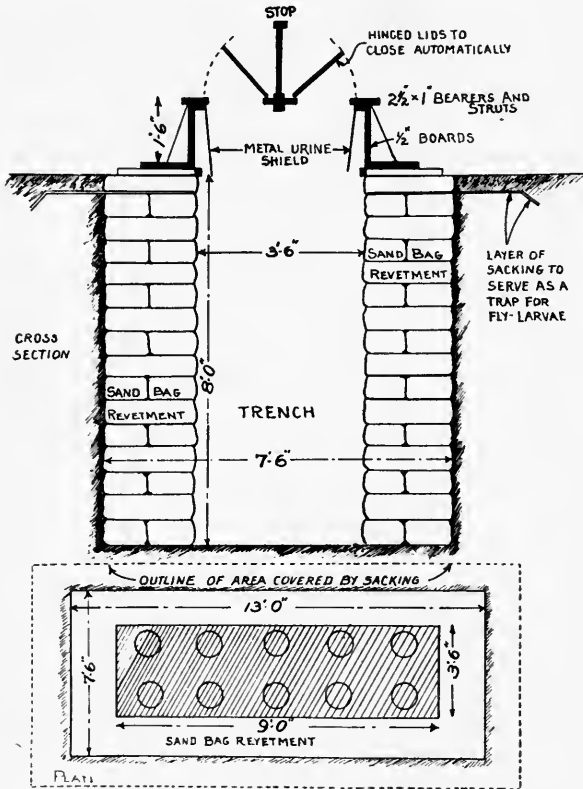 STOP
HINGED LIDS TO
CLOSE AUTOMATICALLY
2½" × 1" BEARERS AND
STRUTS
½" BOARDS
1'-6"
METAL URINE
SHIELD
3'-6"
SAND BAG
REVETMENT
LAYER OF
SACKING TO
SERVE AS A
TRAP FOR
FLY-LARVAE
CROSS
SECTION
8'-0"
SAND BAG
REVETMENT
TRENCH
7'-6"
OUTLINE OF AREA COVERED BY SACKING
13'-0"
7'-6"
3'-6"
9'-0"
SAND BAG REVETMENT